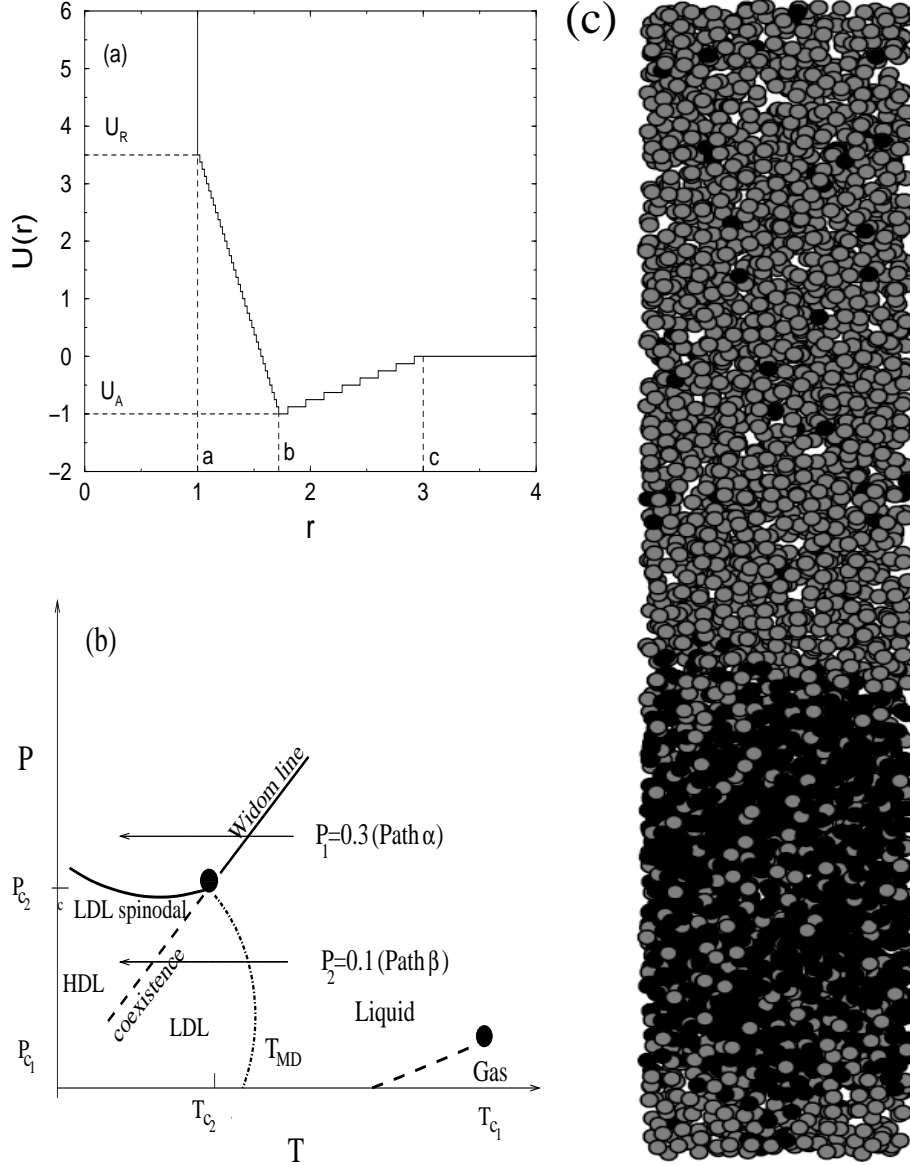 (a)
6
5
4
3
2
1
0
−1
−2
U(r)
U_R
U_A
a
b
c
0
1
2
3
4
r
(b)
P
P_c2
c
P_c1
Widom line
P_1=0.3 (Path α)
LDL spinodal
P_2=0.1 (Path β)
HDL
coexistence
LDL
Liquid
T_MD
Gas
T_c2
T_c1
T
(c)